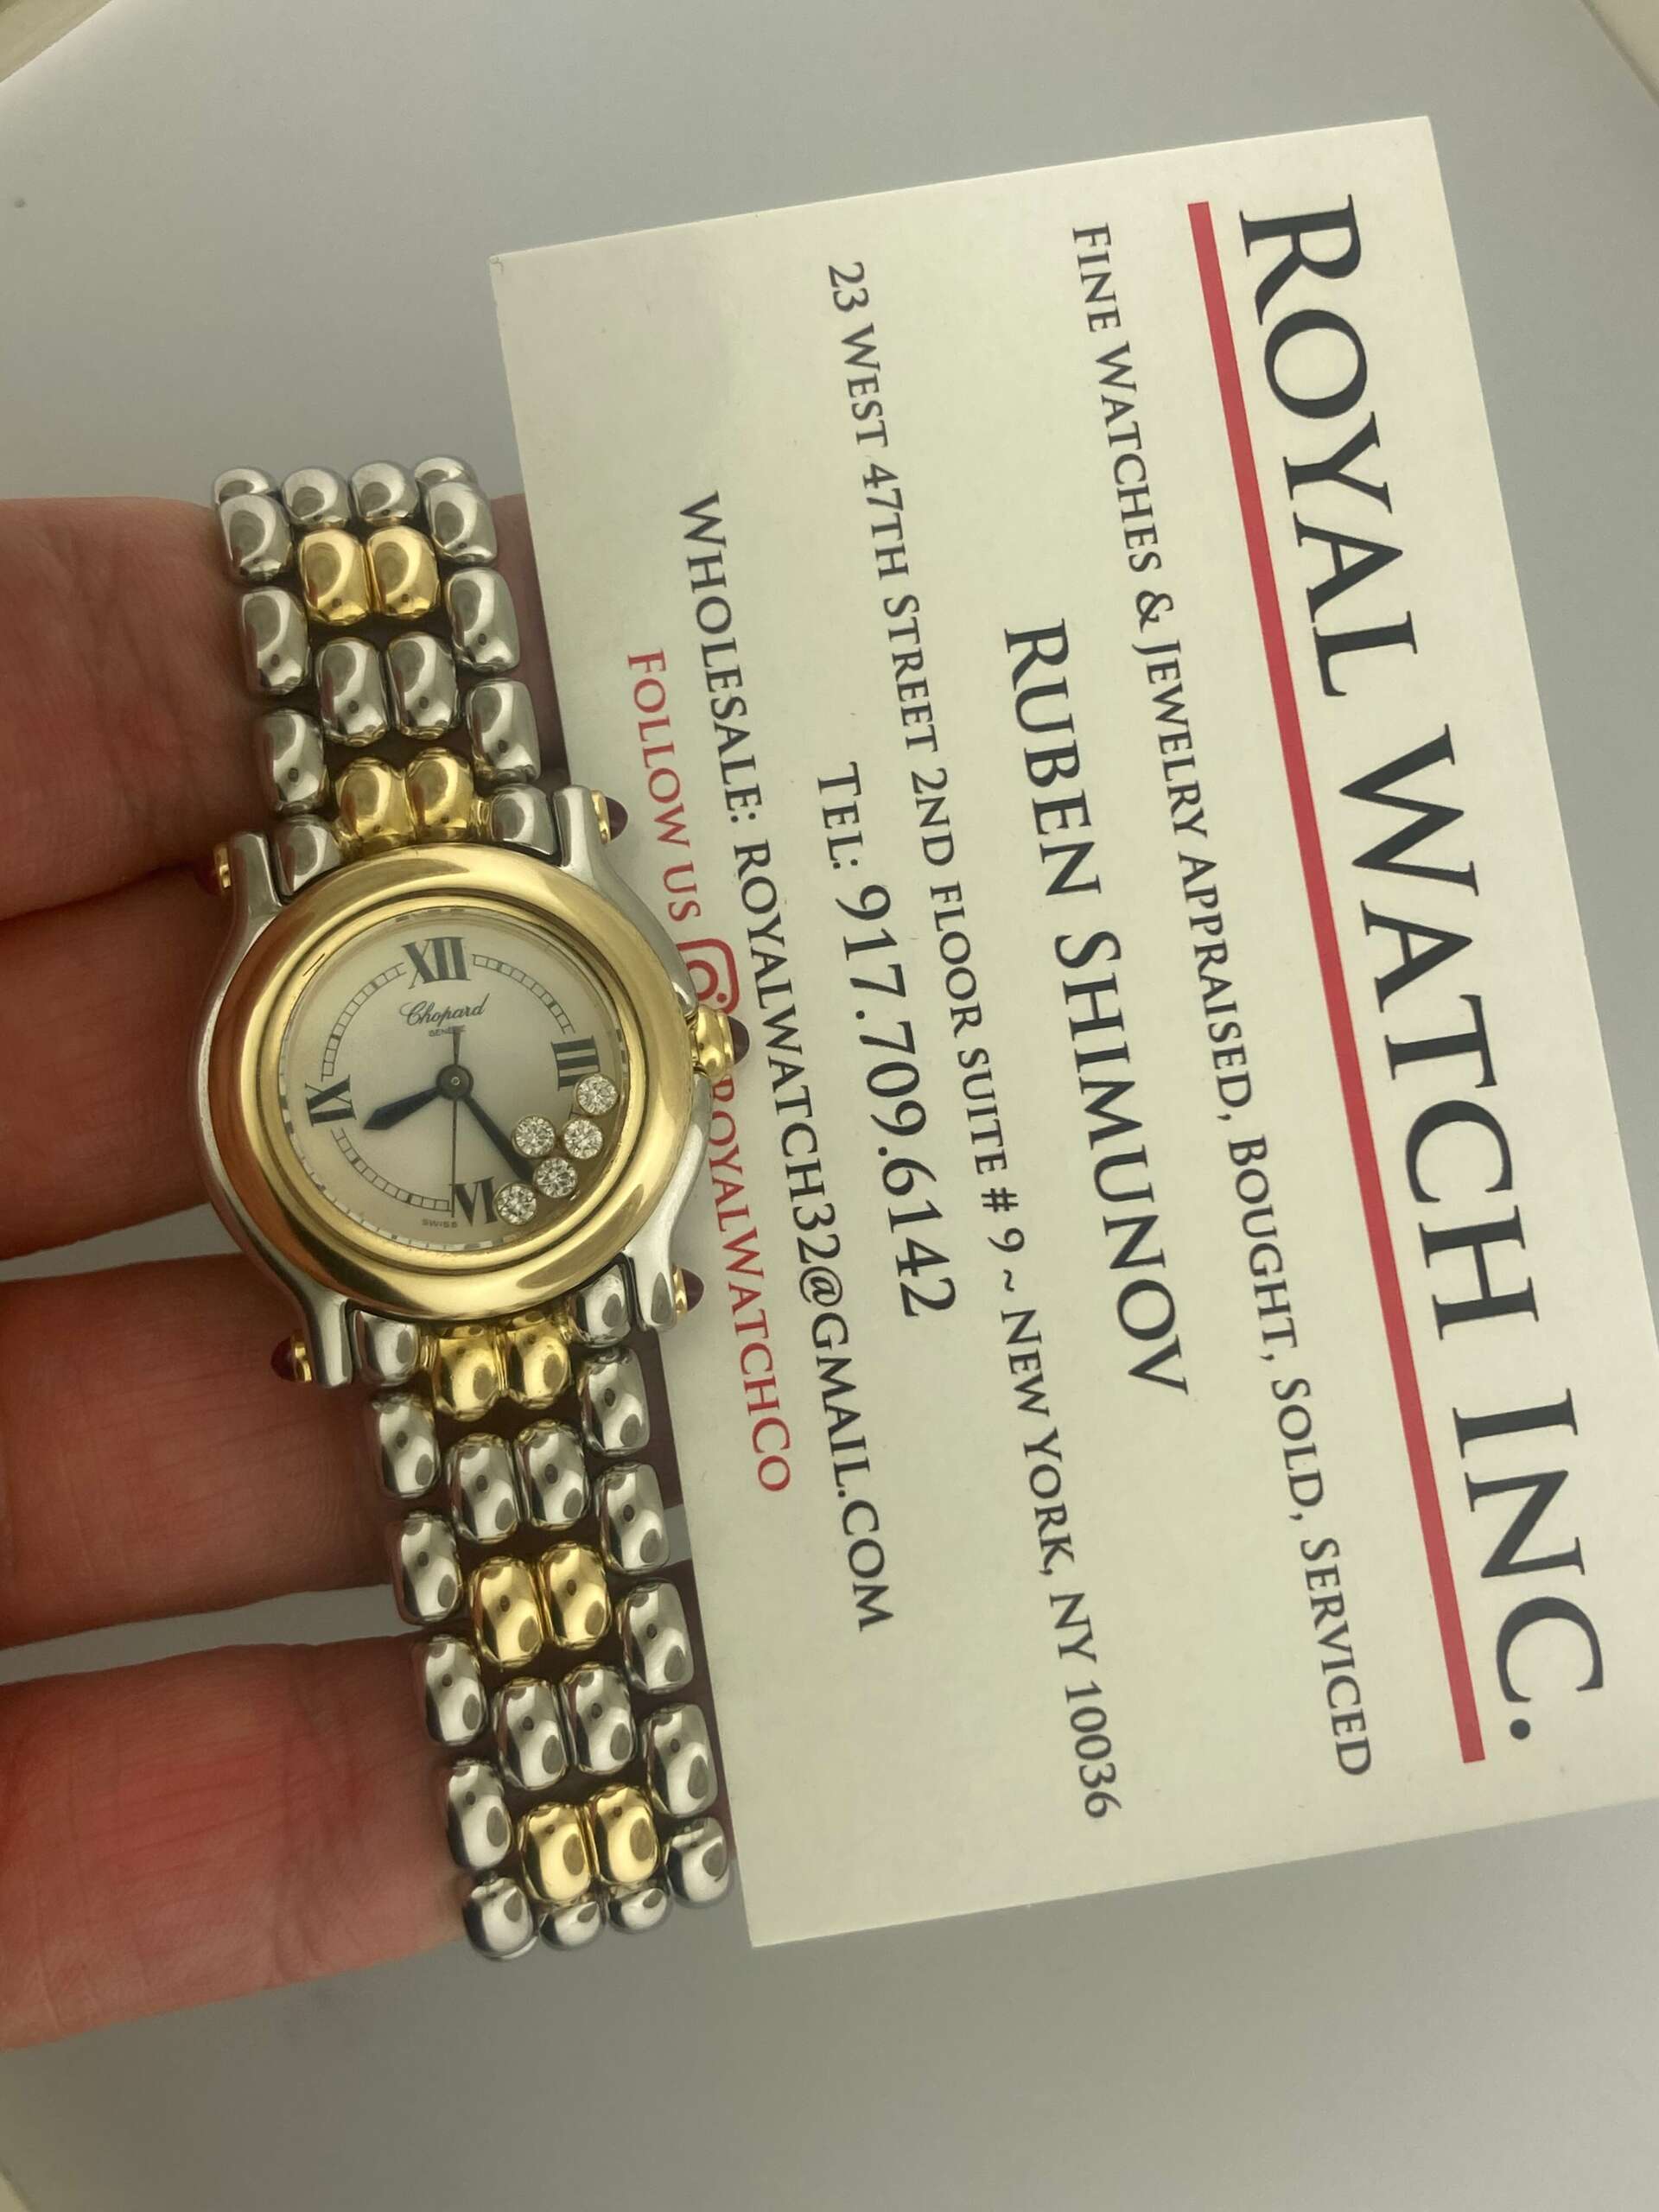 ROYAL WATCH INC.
FINE WATCHES & JEWELRY APPRAISED, BOUGHT, SOLD, SERVICED
RUBEN SHIMUNOV
23 WEST 47TH STREET 2ND FLOOR SUITE # 9 ~ NEW YORK, NY 10036
TEL: 917.709.6142
WHOLESALE: ROYALWATCH32@GMAIL.COM
FOLLOW US ROYALWATCHCO
XII
Chopard
GENEVE
III
IX
VI
SWISS